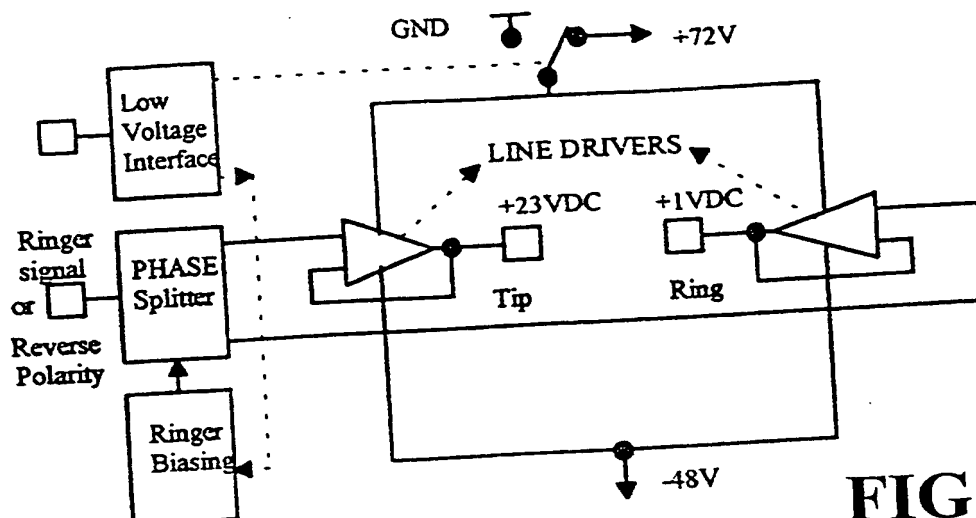 GND
+72V
Low
Voltage
Interface
LINE DRIVERS
+23VDC
+1VDC
Ringer
signal
or
Reverse
Polarity
PHASE
Splitter
Tip
Ring
Ringer
Biasing
-48V
FIG